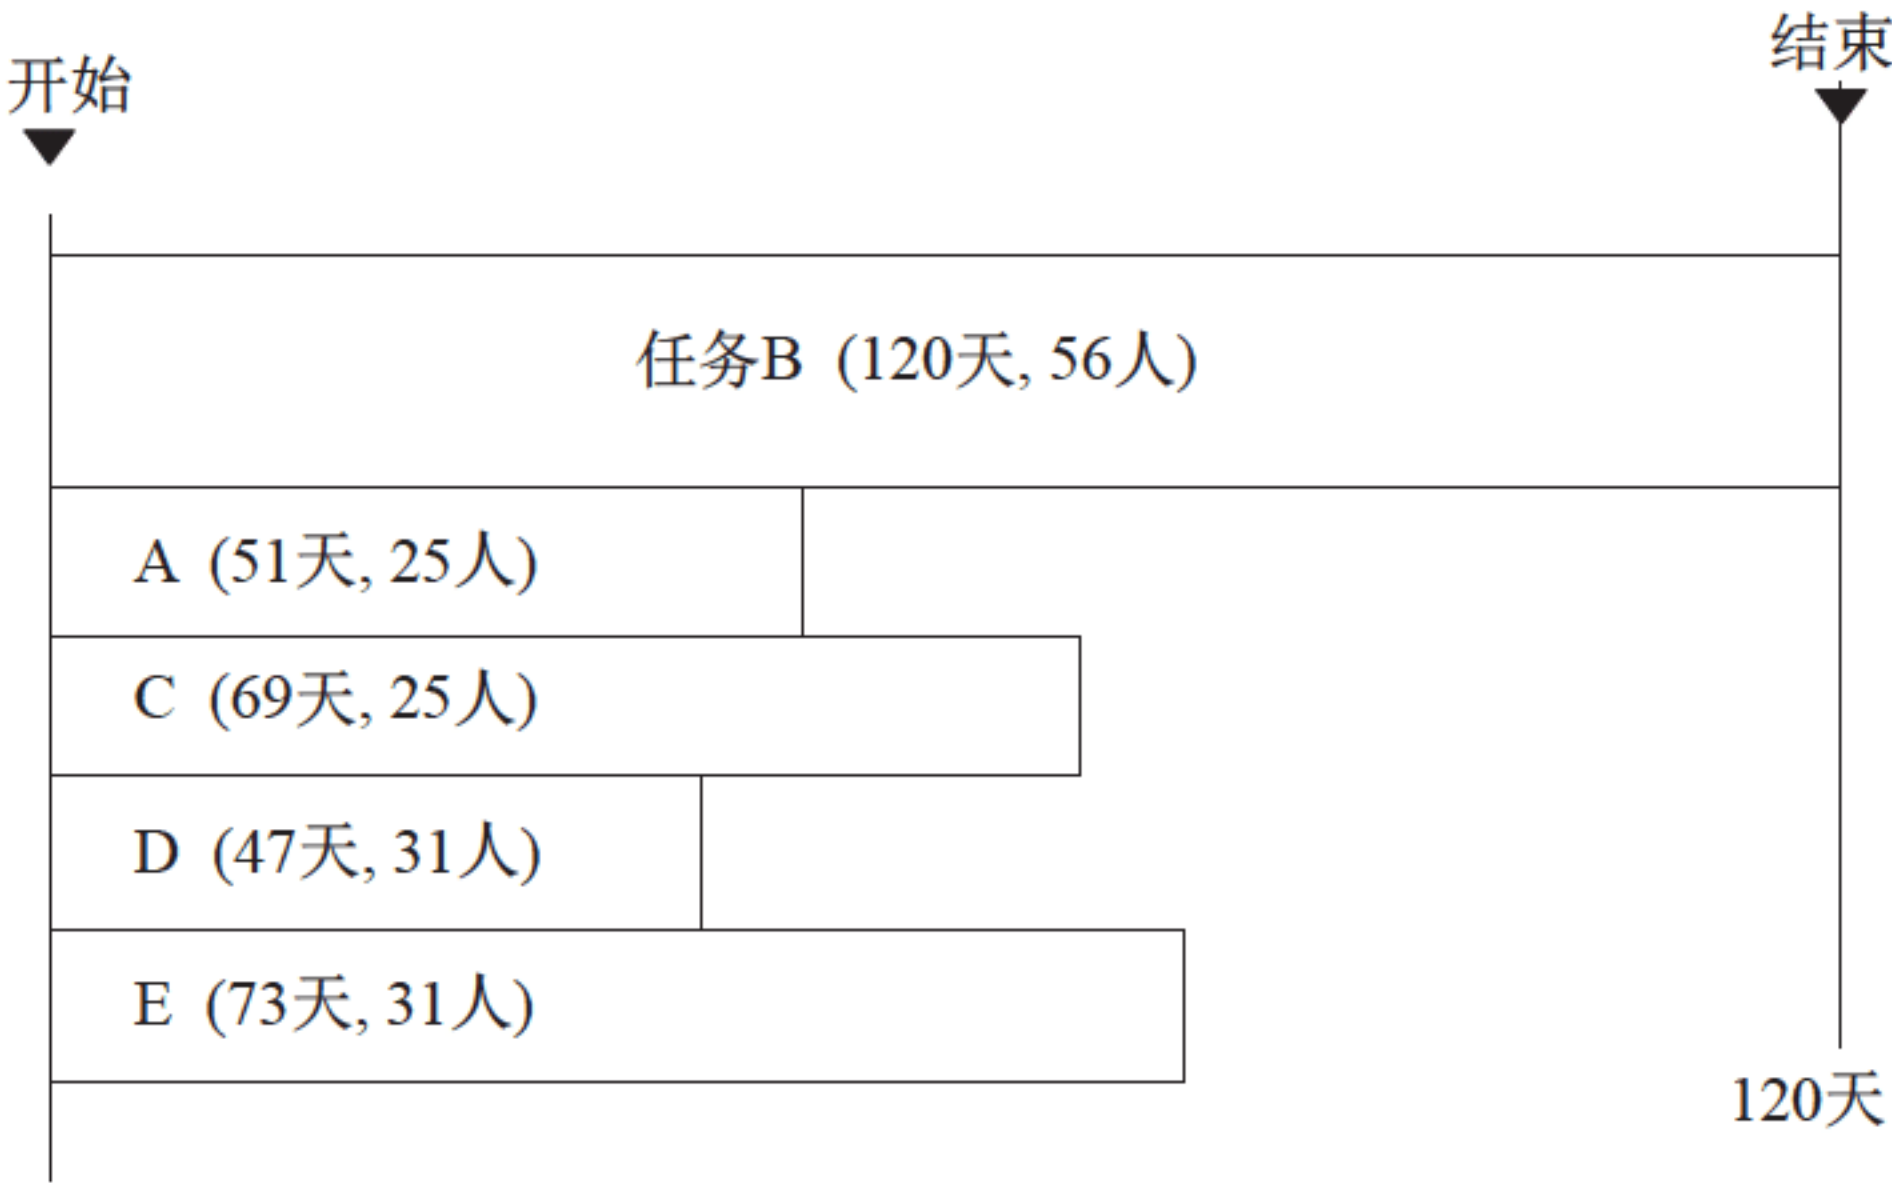 开始
结束
任务B (120天, 56人)
A (51天, 25人)
C (69天, 25人)
D (47天, 31人)
E (73天, 31人)
120天